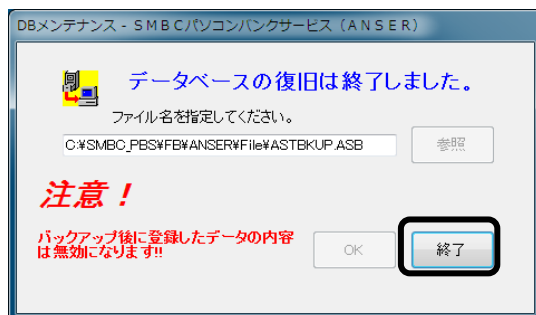 DBメンテナンス - SMBCパソコンバンクサービス（ANSER）
データベースの復旧は終了しました。
ファイル名を指定してください。
C:¥SMBC_PBS¥FB¥ANSER¥File¥ASTBKUP.ASB
参照
注意！
バックアップ後に登録したデータの内容
は無効になります!!
OK
終了